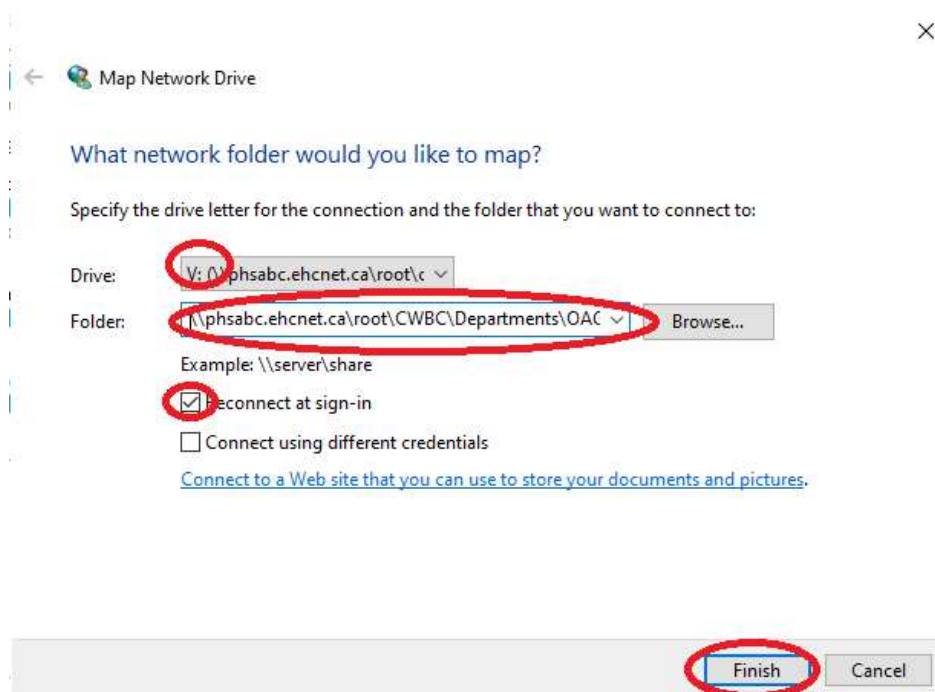 Map Network Drive
What network folder would you like to map?
Specify the drive letter for the connection and the folder that you want to connect to:
Drive: V: (\\phsabc.ehcnet.ca\root\c
Folder: \\phsabc.ehcnet.ca\root\CWBC\Departments\OAC Browse...
Example: \\server\share
Reconnect at sign-in
Connect using different credentials
Connect to a Web site that you can use to store your documents and pictures.
Finish Cancel